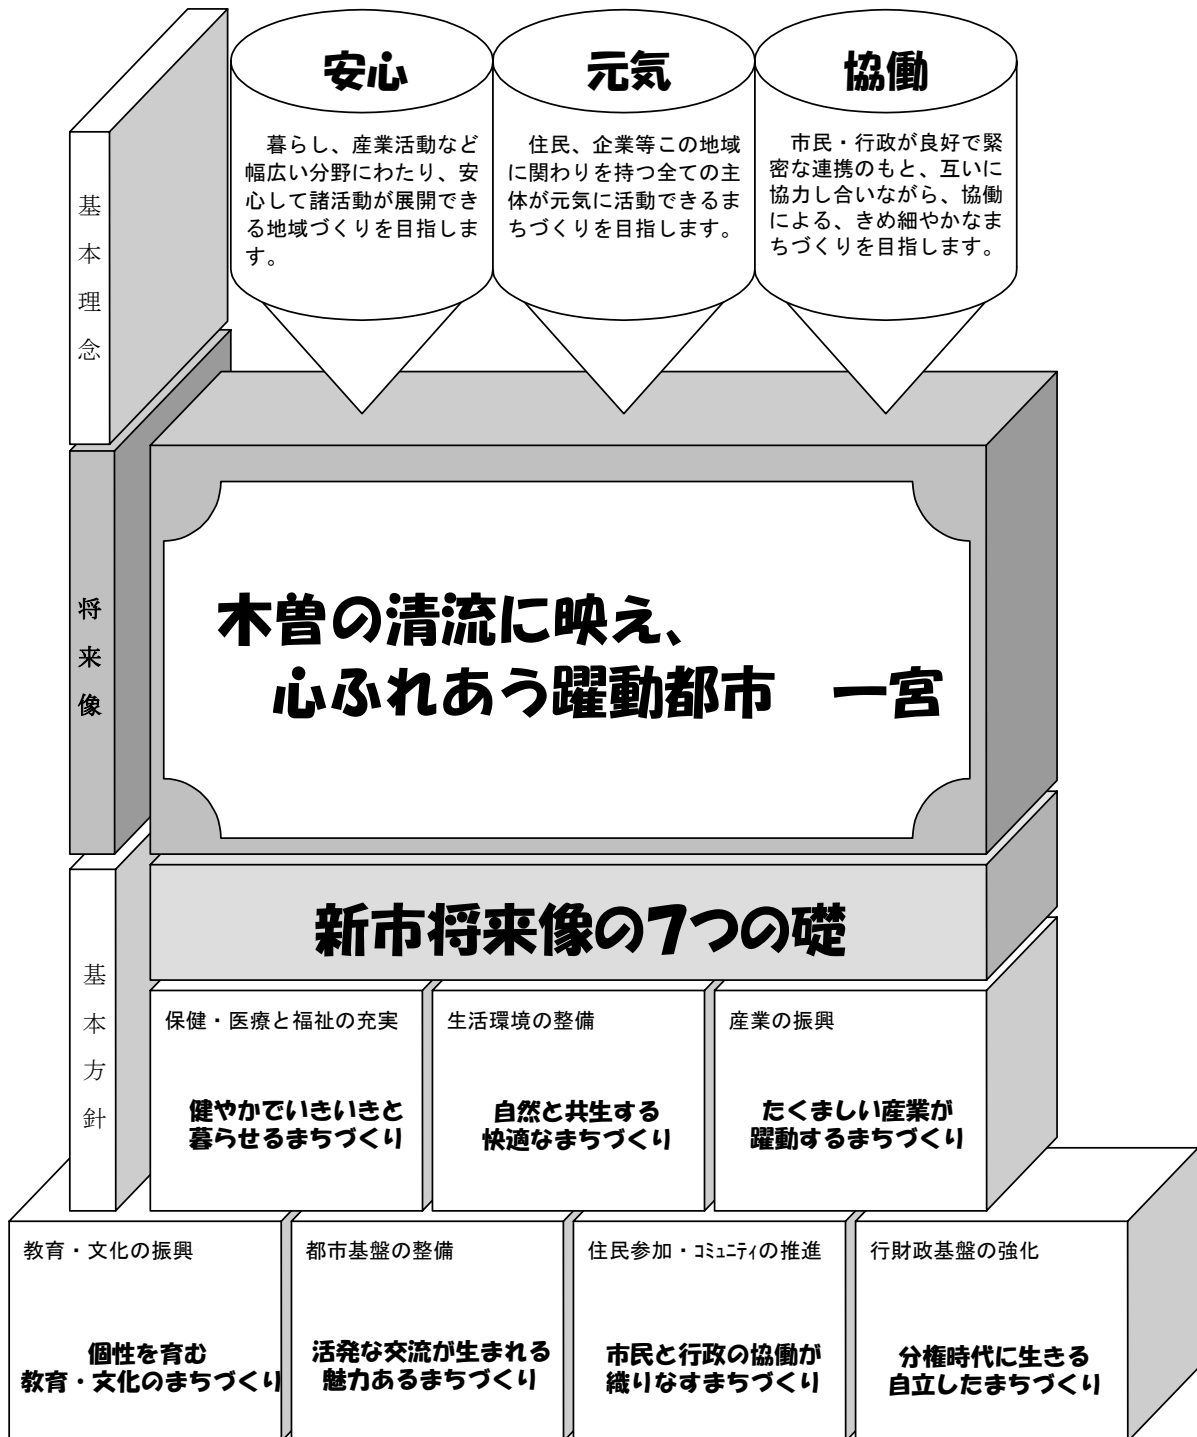 基本理念
安心
暮らし、産業活動など
幅広い分野にわたり、安
心して諸活動が展開でき
る地域づくりを目指しま
す。
元気
住民、企業等この地域
に関わりを持つ全ての主
体が元気に活動できるま
ちづくりを目指します。
協働
市民・行政が良好で緊
密な連携のもと、互いに
協力し合いながら、協働
による、きめ細やかなま
ちづくりを目指します。
将来像
木曽の清流に映え、
心ふれあう躍動都市　一宮
基本方針
新市将来像の7つの礎
保健・医療と福祉の充実
健やかでいきいきと
暮らせるまちづくり
生活環境の整備
自然と共生する
快適なまちづくり
産業の振興
たくましい産業が
躍動するまちづくり
教育・文化の振興
個性を育む
教育・文化のまちづくり
都市基盤の整備
活発な交流が生まれる
魅力あるまちづくり
住民参加・ｺﾐｭﾆﾃｨの推進
市民と行政の協働が
織りなすまちづくり
行財政基盤の強化
分権時代に生きる
自立したまちづくり